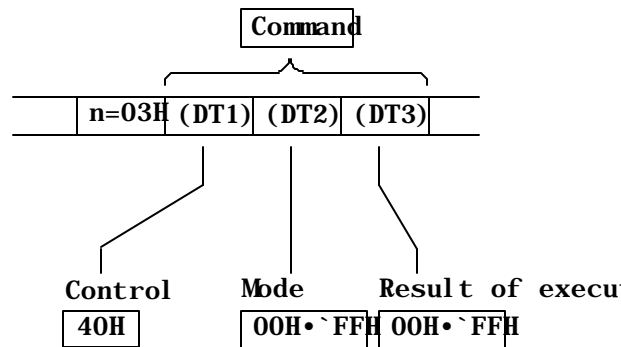 Command
n=03H (DT1) (DT2) (DT3)
Control Mode Result of execu
40H 00H•`FFH 00H•`FFH